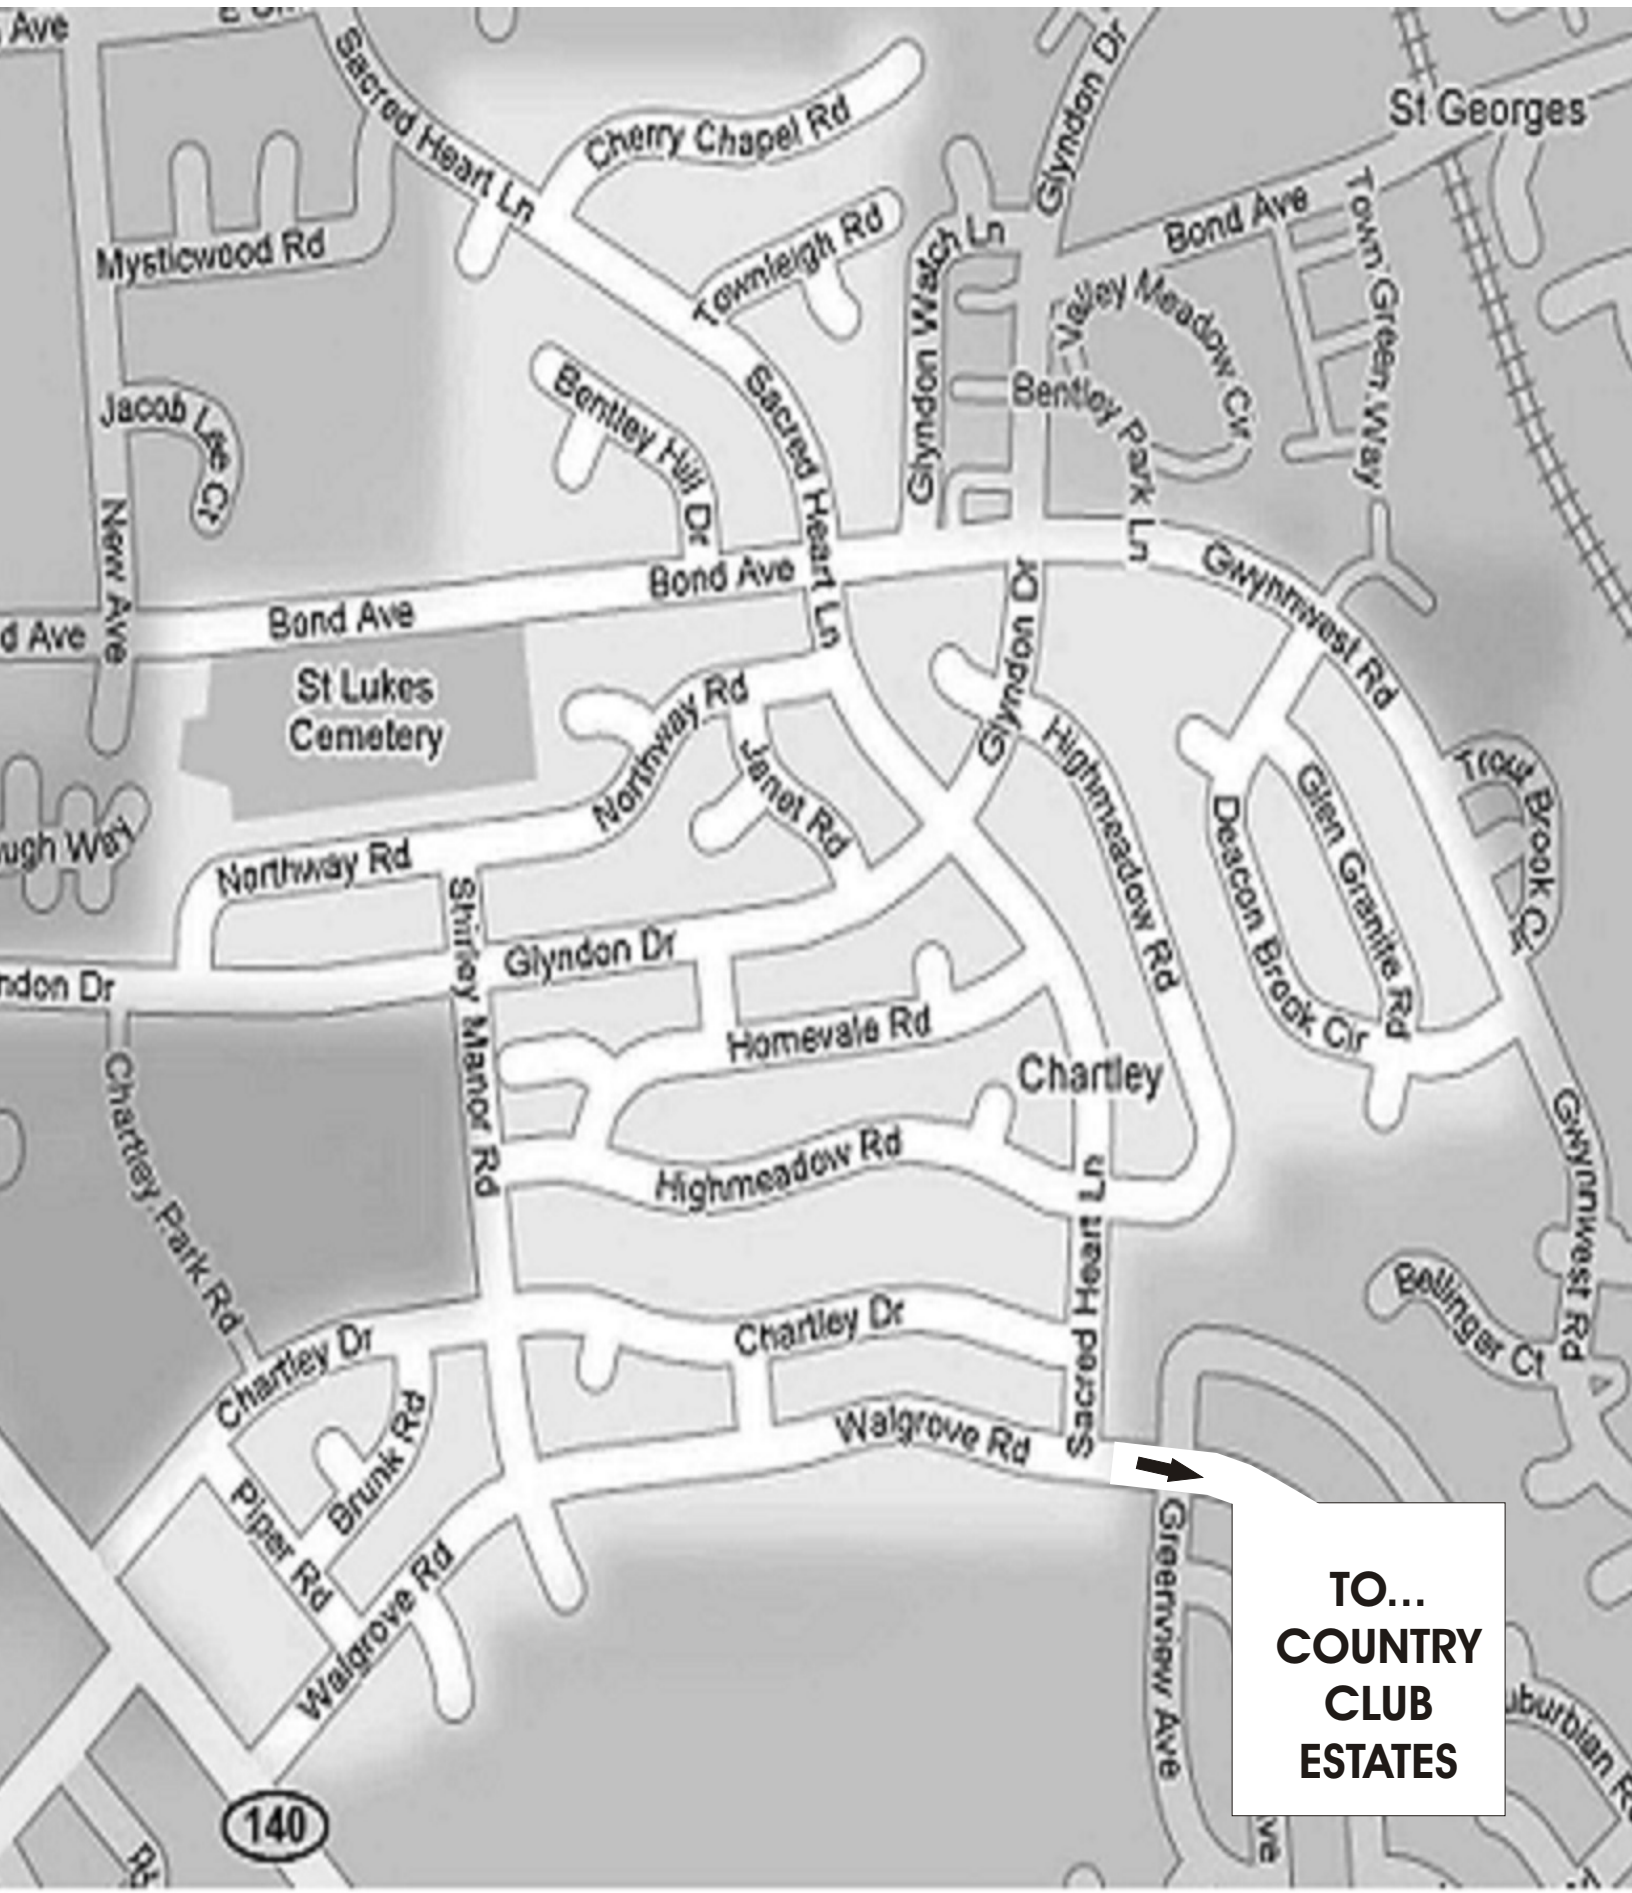 Ave
Sacred Heart Ln
Cherry Chapel Rd
Glyndon Dr
St Georges
Mysticwood Rd
Townleigh Rd
Glyndon Watch Ln
Bond Ave
Town Green Way
Valley Meadow Cir
Jacob Lee Ct
Bentley Hill Dr
Sacred Heart Ln
Bentley Park Ln
New Ave
Bond Ave
Bond Ave
d Ave
Gwynnwest Rd
Glyndon Dr
St Lukes
Cemetery
Northway Rd
Janet Rd
Highmeadow Rd
Glen Granite Rd
Deacon Brook Cir
Trout Brook Ct
ugh Way
Northway Rd
Shirley Manor Rd
Glyndon Dr
ndon Dr
Homevale Rd
Chartley
Chartley Park Rd
Highmeadow Rd
Gwynnwest Rd
Sacred Heart Ln
Bellinger Ct
Chartley Dr
Chartley Dr
Brunk Rd
Walgrove Rd
Piper Rd
Walgrove Rd
Greenview Ave
TO...
COUNTRY
CLUB
ESTATES
uburbian Rd
140
Rd
ve